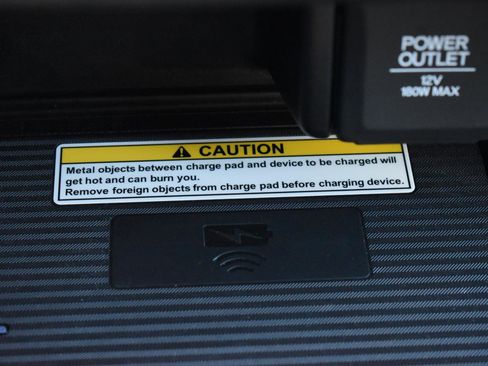 POWER
OUTLET
12V
180W MAX
CAUTION
Metal objects between charge pad and device to be charged will
get hot and can burn you.
Remove foreign objects from charge pad before charging device.